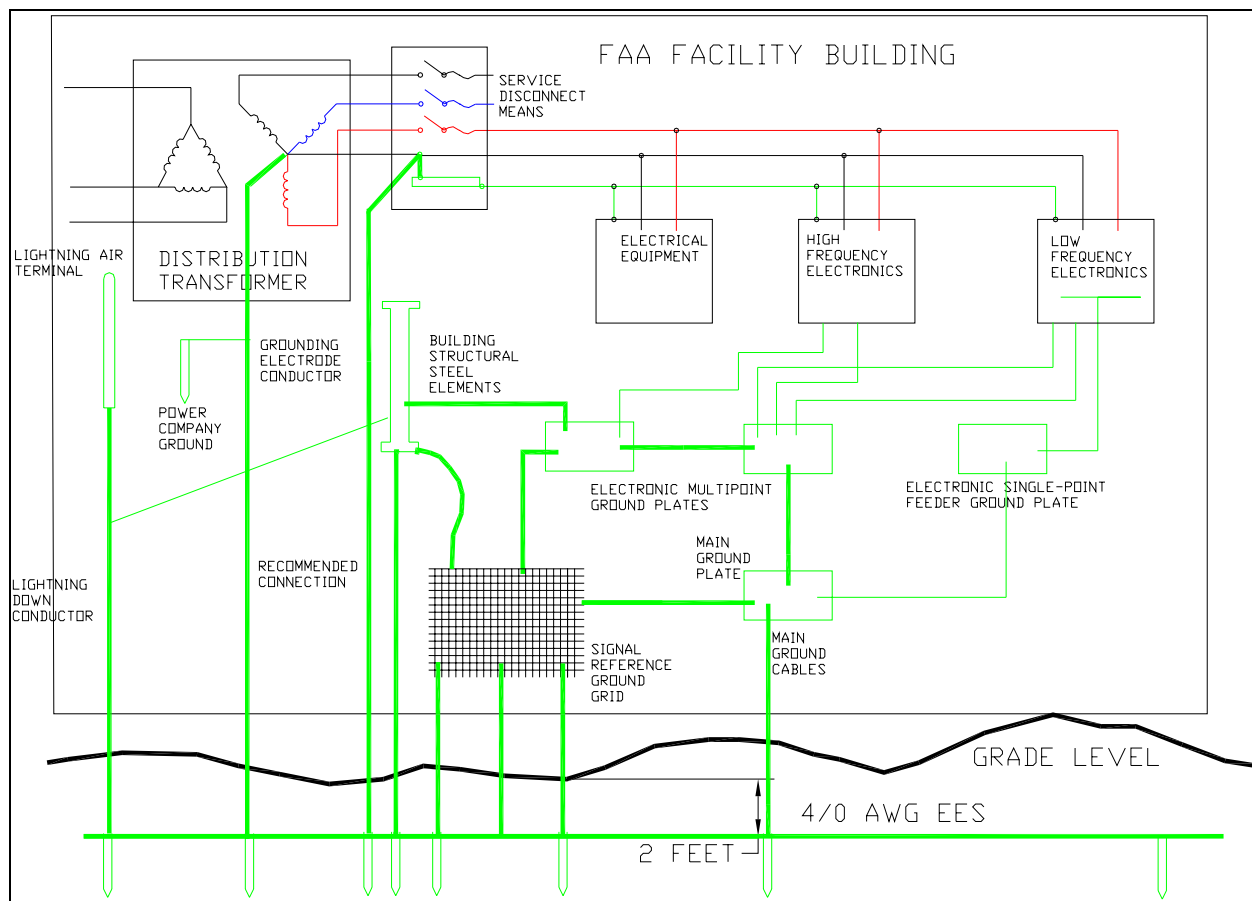 FAA FACILITY BUILDING
SERVICE
DISCONNECT
MEANS
LIGHTNING AIR
TERMINAL
DISTRIBUTION
TRANSFORMER
ELECTRICAL
EQUIPMENT
HIGH
FREQUENCY
ELECTRONICS
LOW
FREQUENCY
ELECTRONICS
GROUNDING
ELECTRODE
CONDUCTOR
BUILDING
STRUCTURAL
STEEL
ELEMENTS
POWER
COMPANY
GROUND
ELECTRONIC MULTIPOINT
GROUND PLATES
ELECTRONIC SINGLE-POINT
FEEDER GROUND PLATE
MAIN
GROUND
PLATE
RECOMMENDED
CONNECTION
LIGHTNING
DOWN
CONDUCTOR
SIGNAL
REFERENCE
GROUND
GRID
MAIN
GROUND
CABLES
GRADE LEVEL
4/0 AWG EES
2 FEET